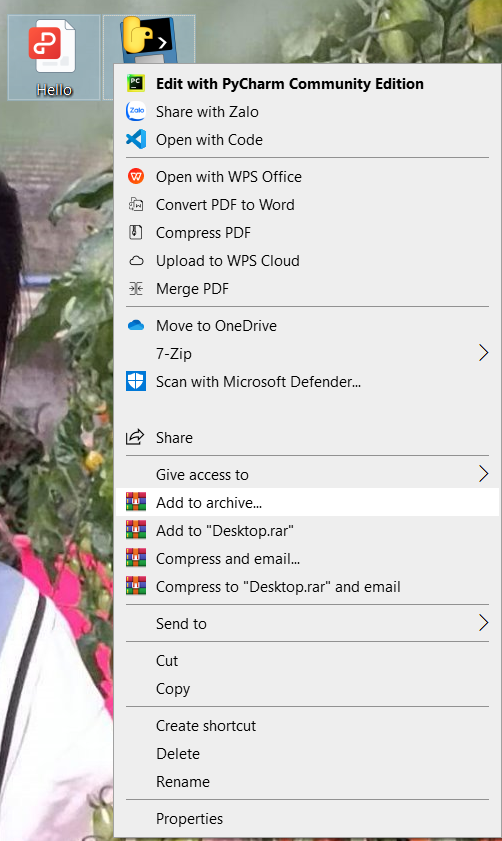 Hello
Edit with PyCharm Community Edition
Share with Zalo
Open with Code
Open with WPS Office
Convert PDF to Word
Compress PDF
Upload to WPS Cloud
Merge PDF
Move to OneDrive
7-Zip
Scan with Microsoft Defender...
Share
Give access to
Add to archive...
Add to "Desktop.rar"
Compress and email...
Compress to "Desktop.rar" and email
Send to
Cut
Copy
Create shortcut
Delete
Rename
Properties